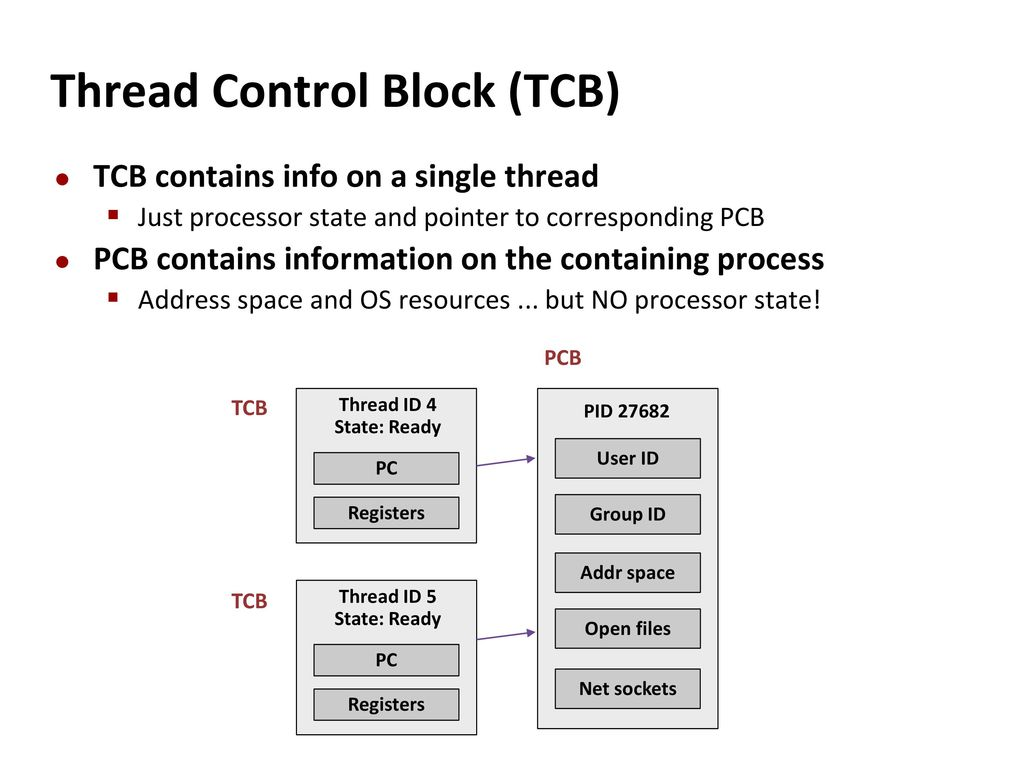 Thread Control Block (TCB)
● TCB contains info on a single thread
▪ Just processor state and pointer to corresponding PCB
● PCB contains information on the containing process
▪ Address space and OS resources ... but NO processor state!
PCB
TCB
Thread ID 4
State: Ready
PC
Registers
TCB
Thread ID 5
State: Ready
PC
Registers
PID 27682
User ID
Group ID
Addr space
Open files
Net sockets